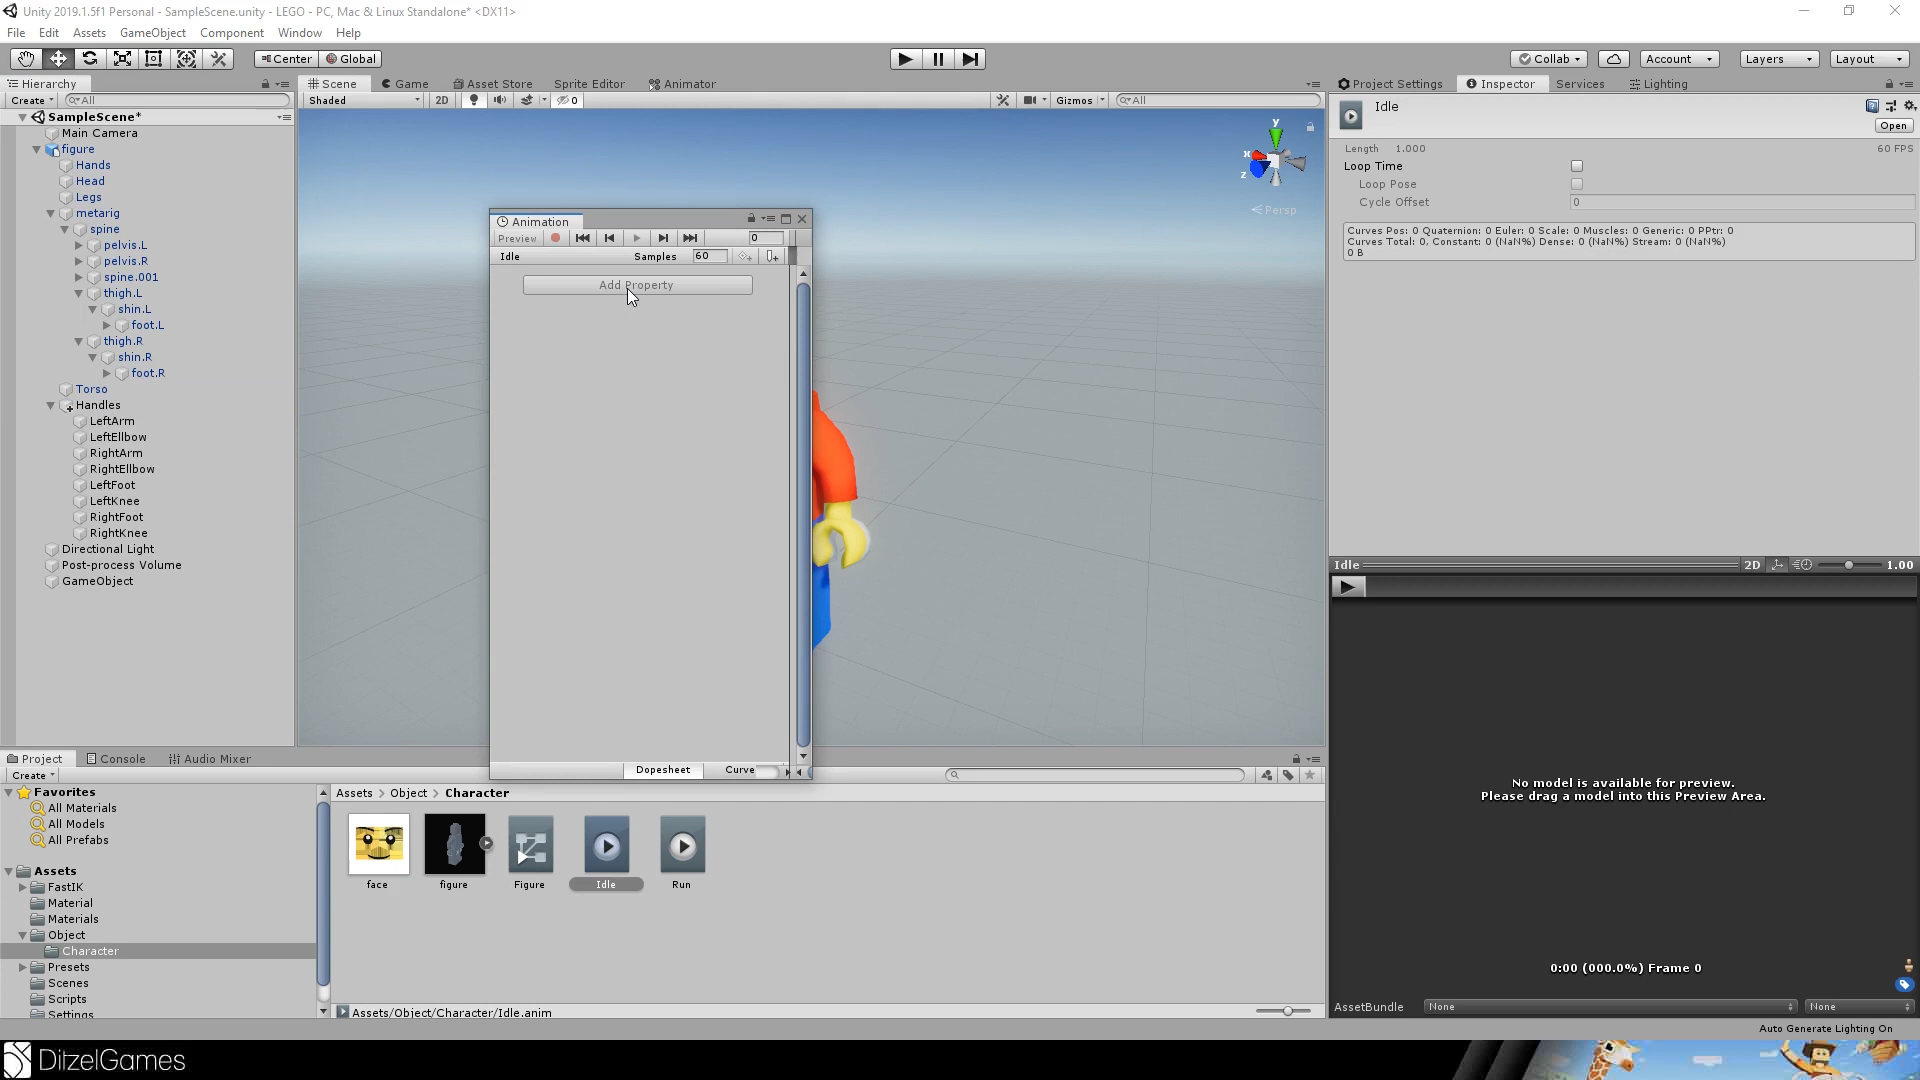 Unity 2019.1.5f1 Personal - SampleScene.unity - LEGO - PC, Mac & Linux Standalone* <DX11>
File Edit Assets GameObject Component Window Help
Center Global Collab Account Layers Layout
Hierarchy
Create All
SampleScene*
Main Camera
figure
Hands
Head
Legs
metarig
spine
pelvis.L
pelvis.R
spine.001
thigh.L
shin.L
foot.L
thigh.R
shin.R
foot.R
Torso
Handles
LeftArm
LeftEllbow
RightArm
RightEllbow
LeftFoot
LeftKnee
RightFoot
RightKnee
Directional Light
Post-process Volume
GameObject
Scene Game Asset Store Sprite Editor Animator
Shaded 2D 0 Gizmos All
y
x
z
Persp
Animation
Preview 0
Idle Samples 60
Add Property
Dopesheet Curve
Project Settings Inspector Services Lighting
Idle
Open
Length 1.000 60 FPS
Loop Time
Loop Pose
Cycle Offset 0
Curves Pos: 0 Quaternion: 0 Euler: 0 Scale: 0 Muscles: 0 Generic: 0 PPtr: 0
Curves Total: 0, Constant: 0 (NaN%) Dense: 0 (NaN%) Stream: 0 (NaN%)
0 B
Idle 2D 1.00
No model is available for preview.
Please drag a model into this Preview Area.
0:00 (000.0%) Frame 0
AssetBundle None None
Project Console Audio Mixer
Create
Favorites
All Materials
All Models
All Prefabs
Assets
FastIK
Material
Materials
Object
Character
Presets
Scenes
Scripts
Settings
Assets > Object > Character
face figure Figure Idle Run
Assets/Object/Character/Idle.anim
Auto Generate Lighting On
DitzelGames